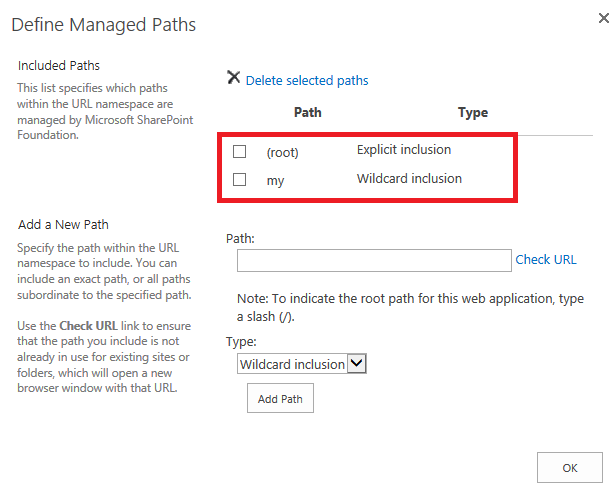 Define Managed Paths
Included Paths
This list specifies which paths
within the URL namespace are
managed by Microsoft SharePoint
Foundation.
Delete selected paths
Path Type
(root) Explicit inclusion
my Wildcard inclusion
Add a New Path
Specify the path within the URL
namespace to include. You can
include an exact path, or all paths
subordinate to the specified path.
Use the Check URL link to ensure
that the path you include is not
already in use for existing sites or
folders, which will open a new
browser window with that URL.
Path:
Check URL
Note: To indicate the root path for this web application, type
a slash (/).
Type:
Wildcard inclusion
Add Path
OK